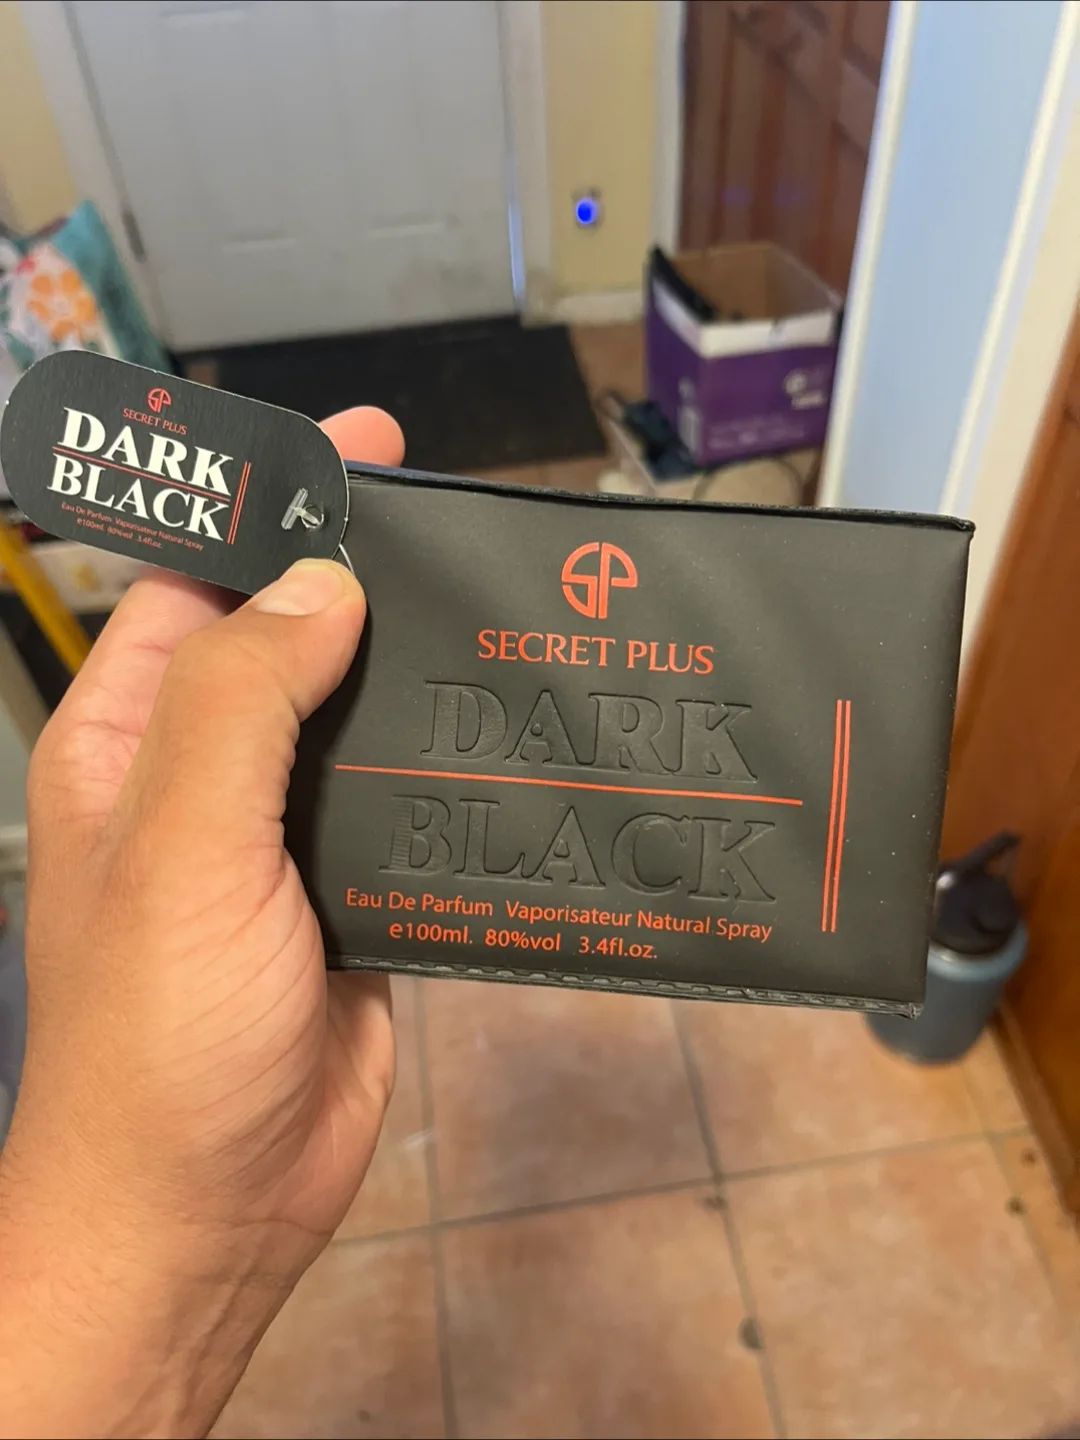 SP
SECRET PLUS
DARK
BLACK
Eau De Parfum Vaporisateur Natural Spray
e100ml. 80%vol 3.4fl.oz.
SP
SECRET PLUS
DARK
BLACK
Eau De Parfum Vaporisateur Natural Spray
e100ml. 80%vol 3.4fl.oz.